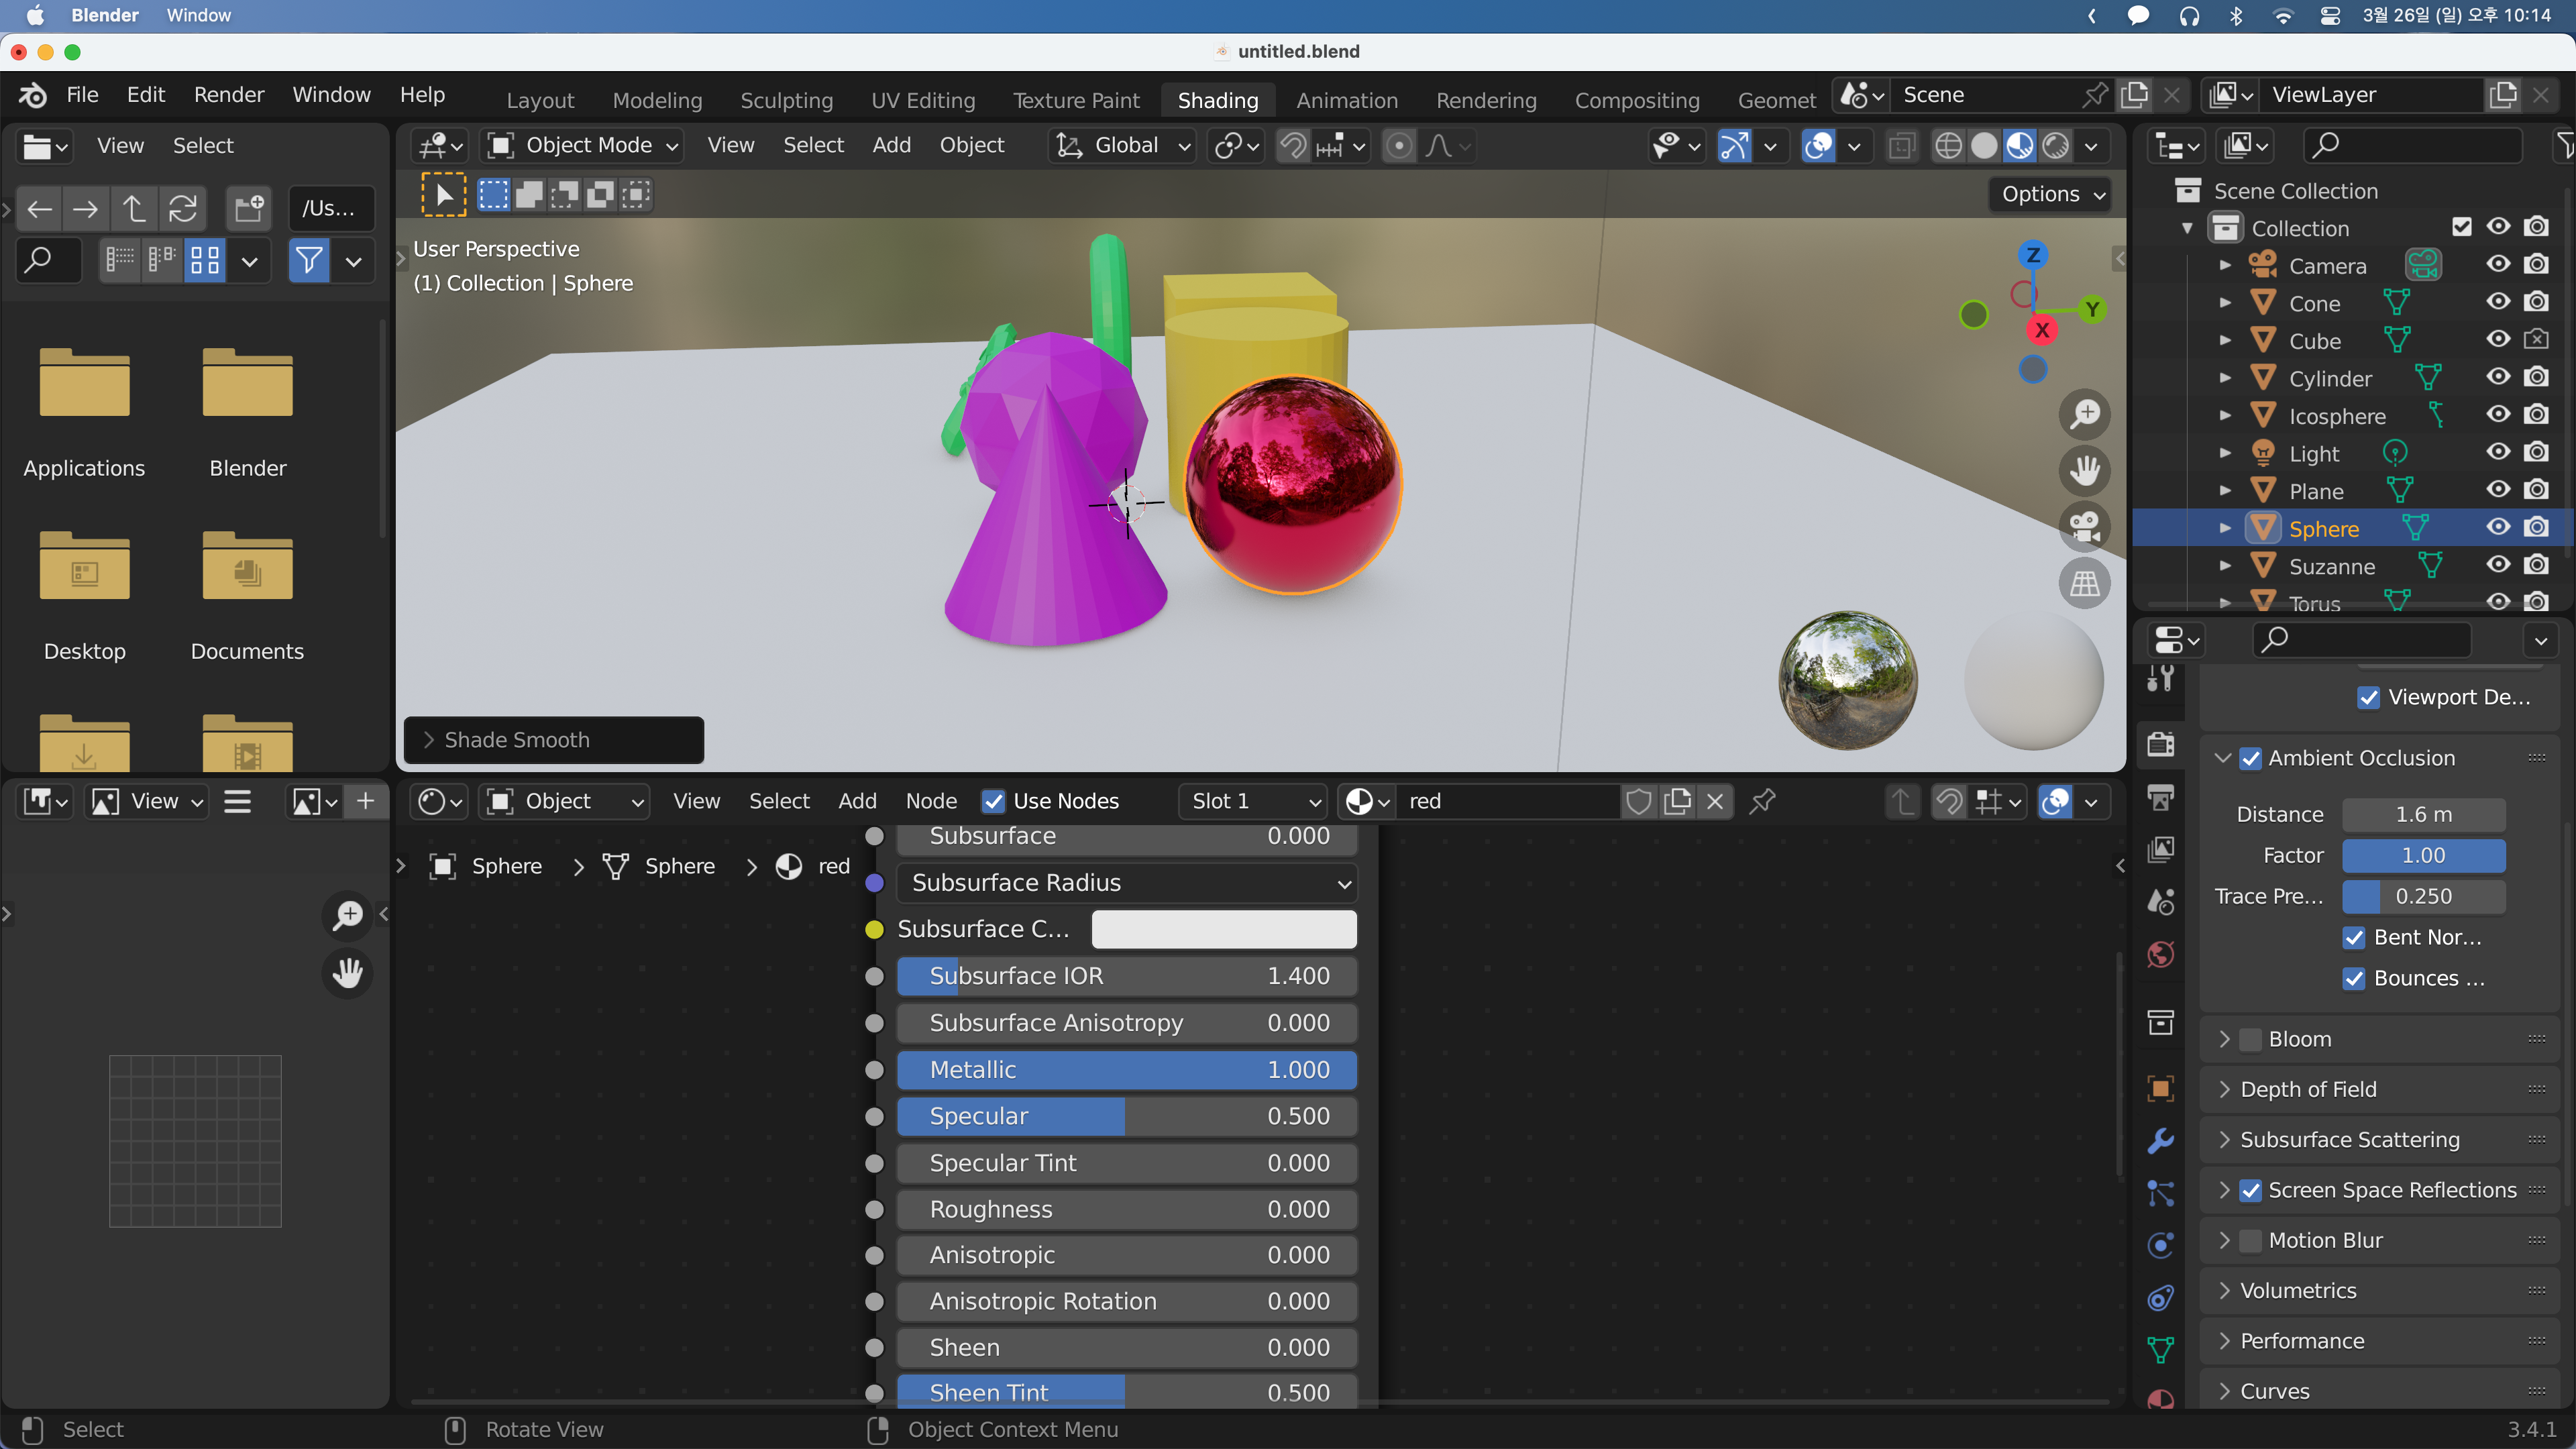 Blender Window
3월 26일 (일) 오후 10:14
untitled.blend
File Edit Render Window Help
Layout Modeling Sculpting UV Editing Texture Paint Shading Animation Rendering Compositing Geomet
Scene
ViewLayer
View Select
Object Mode View Select Add Object Global
/Us...
Options
User Perspective
(1) Collection | Sphere
Z
Y
X
Applications Blender
Desktop Documents
Shade Smooth
Scene Collection
Collection
Camera
Cone
Cube
Cylinder
Icosphere
Light
Plane
Sphere
Suzanne
Torus
Viewport De...
Ambient Occlusion
Distance 1.6 m
Factor 1.00
Trace Pre... 0.250
Bent Nor...
Bounces ...
Bloom
Depth of Field
Subsurface Scattering
Screen Space Reflections
Motion Blur
Volumetrics
Performance
Curves
View
Object View Select Add Node Use Nodes Slot 1 red
Sphere Sphere red
Subsurface 0.000
Subsurface Radius
Subsurface C...
Subsurface IOR 1.400
Subsurface Anisotropy 0.000
Metallic 1.000
Specular 0.500
Specular Tint 0.000
Roughness 0.000
Anisotropic 0.000
Anisotropic Rotation 0.000
Sheen 0.000
Sheen Tint 0.500
Select Rotate View Object Context Menu
3.4.1